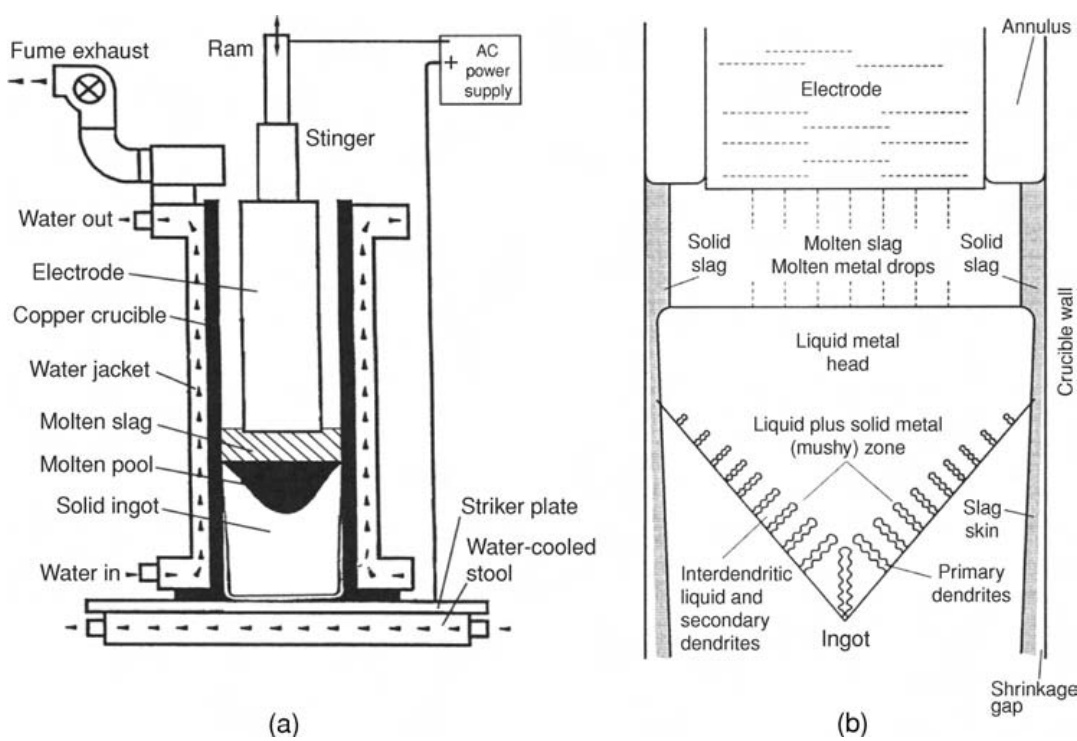 Fume exhaust
Ram
AC
power
supply
+
Stinger
Water out
Electrode
Copper crucible
Water jacket
Molten slag
Molten pool
Solid ingot
Striker plate
Water-cooled
stool
Water in
(a)
Annulus
Electrode
Solid
slag
Molten slag
Molten metal drops
Solid
slag
Crucible wall
Liquid metal
head
Liquid plus solid metal
(mushy) zone
Slag
skin
Interdendritic
liquid and
secondary
dendrites
Primary
dendrites
Ingot
Shrinkage
gap
(b)